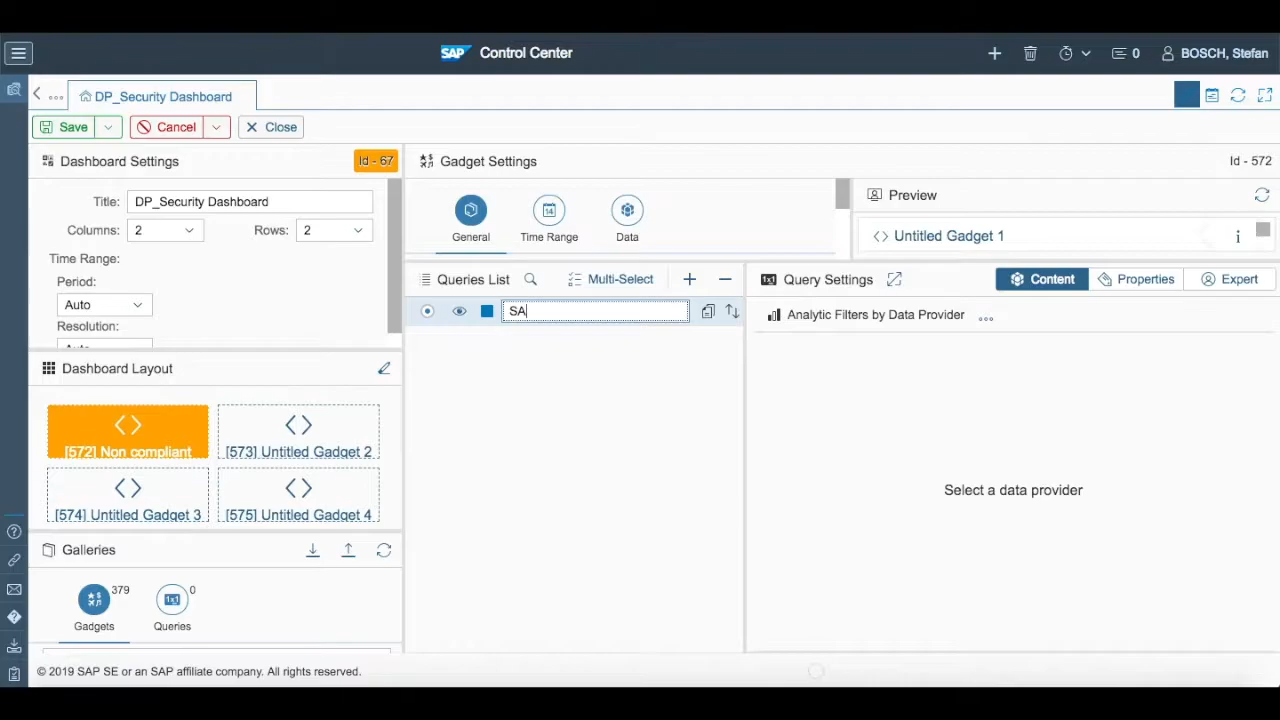 SAP Control Center
0
BOSCH, Stefan
DP_Security Dashboard
Save
Cancel
Close
Dashboard Settings
Id - 67
Title: DP_Security Dashboard
Columns: 2 Rows: 2
Time Range:
Period:
Auto
Resolution:
Dashboard Layout
[572] Non compliant
[573] Untitled Gadget 2
[574] Untitled Gadget 3
[575] Untitled Gadget 4
Galleries
379
0
Gadgets
Queries
Gadget Settings
Id - 572
General
14
Time Range
Data
Preview
Untitled Gadget 1
Queries List
Multi-Select
SA
Query Settings
Content
Properties
Expert
Analytic Filters by Data Provider
Select a data provider
© 2019 SAP SE or an SAP affiliate company. All rights reserved.